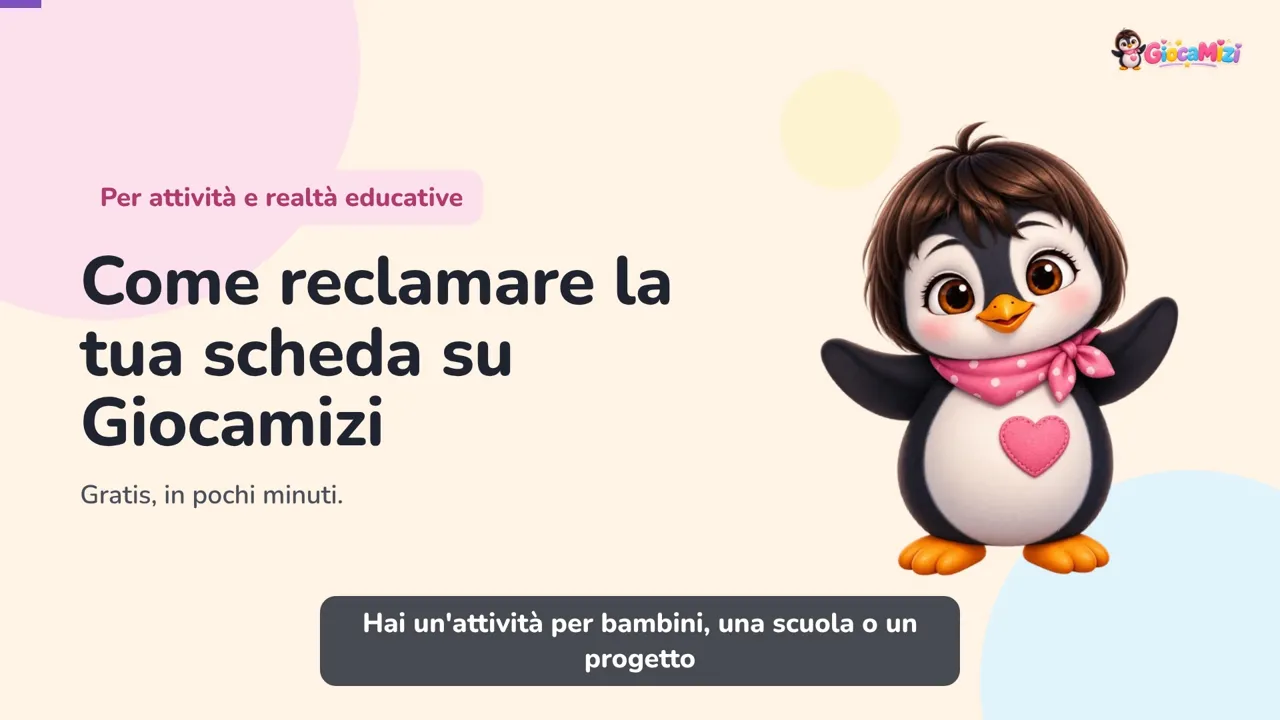 GiocaMizi
Per attività e realtà educative
Come reclamare la
tua scheda su
Giocamizi
Gratis, in pochi minuti.
Hai un'attività per bambini, una scuola o un
progetto